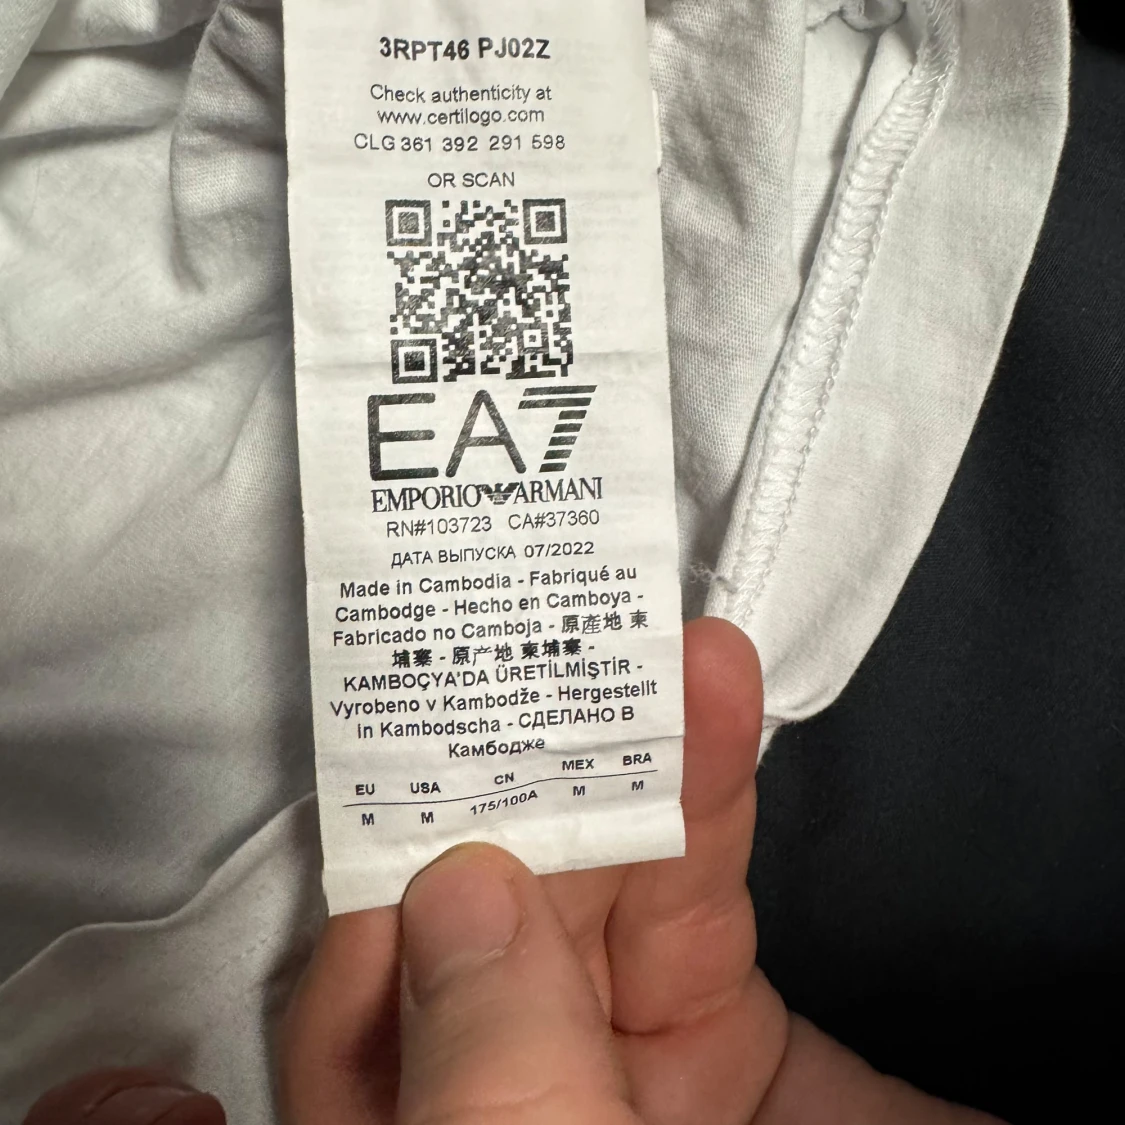 3RPT46 PJ02Z
Check authenticity at
www.certilogo.com
CLG 361 392 291 598
OR SCAN
EA7
EMPORIO ARMANI
RN#103723 CA#37360
ДАТА ВЫПУСКА 07/2022
Made in Cambodia - Fabriqué au
Cambodge - Hecho en Camboya -
Fabricado no Camboja - 原產地 柬
埔寨 - 原产地 柬埔寨 -
KAMBOÇYA'DA ÜRETİLMİŞTİR -
Vyrobeno v Kambodže - Hergestellt
in Kambodscha - СДЕЛАНО В
Камбодже
EU USA CN MEX BRA
M M 175/100A M M